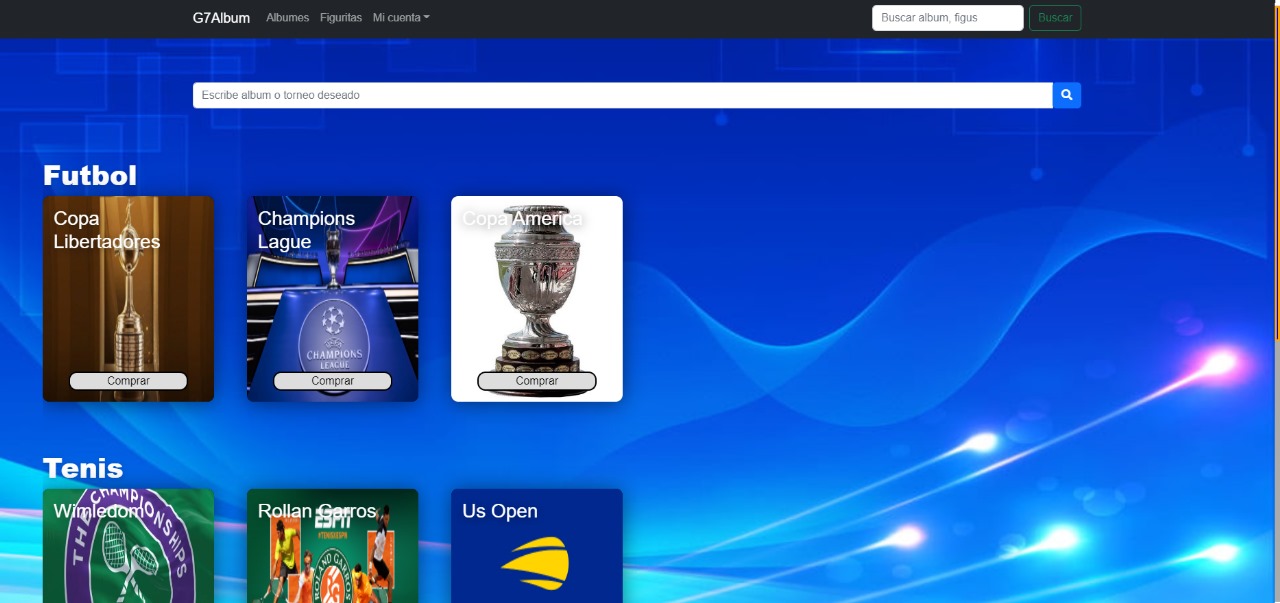 G7Album Albumes Figuritas Mi cuenta Buscar album, figus Buscar
Escribe album o torneo deseado
Futbol
Copa
Libertadores
Comprar
Champions
Lague
CHAMPIONS
LEAGUE
Comprar
Copa America
Comprar
Tenis
Wimledom
THE CHAMPIONSHIPS
Rollan Garros
ESPN
#TENISXESPN
ROLAND GARROS
Us Open